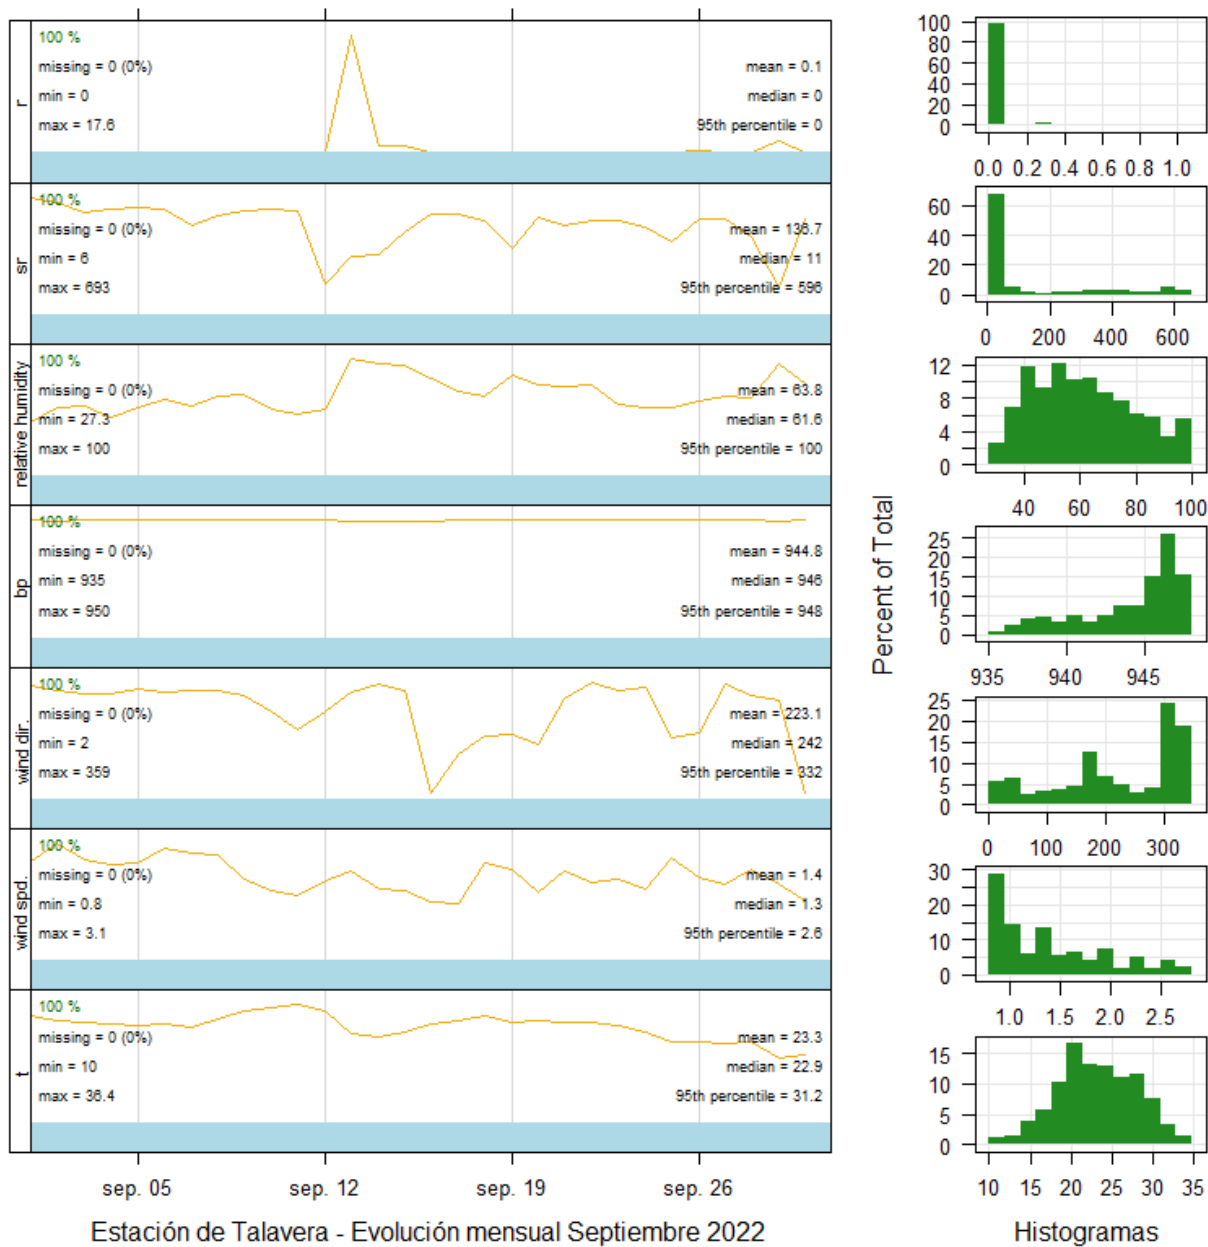 r
100 %
missing = 0 (0%)
min = 0
max = 17.6
mean = 0.1
median = 0
95th percentile = 0
sr
100 %
missing = 0 (0%)
min = 6
max = 693
mean = 136.7
median = 11
95th percentile = 596
relative humidity
100 %
missing = 0 (0%)
min = 27.3
max = 100
mean = 63.8
median = 61.6
95th percentile = 100
bp
100 %
missing = 0 (0%)
min = 935
max = 950
mean = 944.8
median = 946
95th percentile = 948
wind dir.
100 %
missing = 0 (0%)
min = 2
max = 359
mean = 223.1
median = 242
95th percentile = 332
wind spd.
100 %
missing = 0 (0%)
min = 0.8
max = 3.1
mean = 1.4
median = 1.3
95th percentile = 2.6
t
100 %
missing = 0 (0%)
min = 10
max = 36.4
mean = 23.3
median = 22.9
95th percentile = 31.2
sep. 05 sep. 12 sep. 19 sep. 26
Estación de Talavera - Evolución mensual Septiembre 2022
Percent of Total
100
80
60
40
20
0
0.0 0.2 0.4 0.6 0.8 1.0
60
40
20
0
0 200 400 600
12
8
4
0
40 60 80 100
25
20
15
10
5
0
935 940 945
25
20
15
10
5
0
0 100 200 300
30
20
10
0
1.0 1.5 2.0 2.5
15
10
5
0
10 15 20 25 30 35
Histogramas